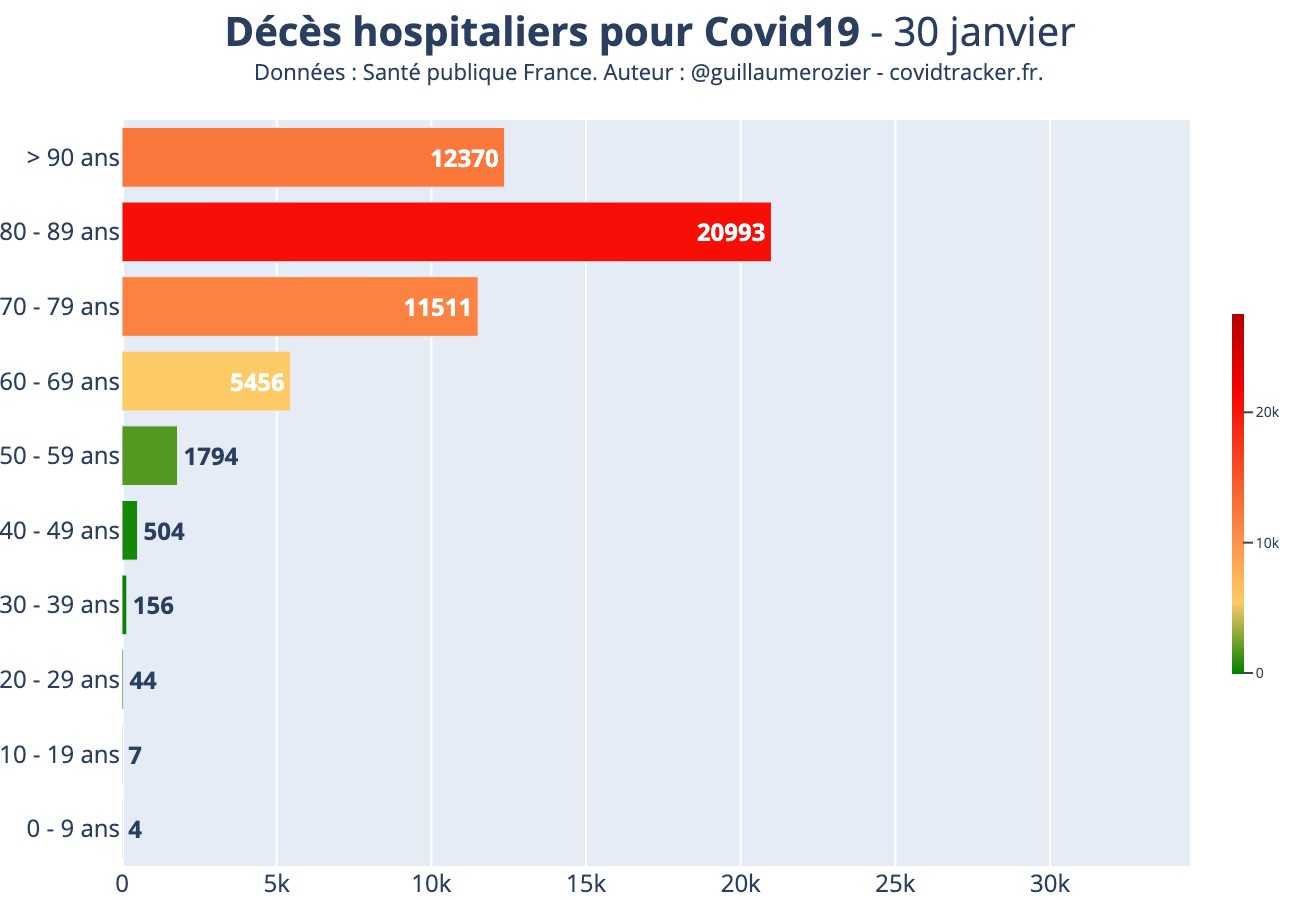 Décès hospitaliers pour Covid19 - 30 janvier
Données : Santé publique France. Auteur : @guillaumerozier - covidtracker.fr.
> 90 ans 12370
80 - 89 ans 20993
70 - 79 ans 11511
60 - 69 ans 5456
50 - 59 ans 1794
40 - 49 ans 504
30 - 39 ans 156
20 - 29 ans 44
10 - 19 ans 7
0 - 9 ans 4
0 5k 10k 15k 20k 25k 30k
20k
10k
0